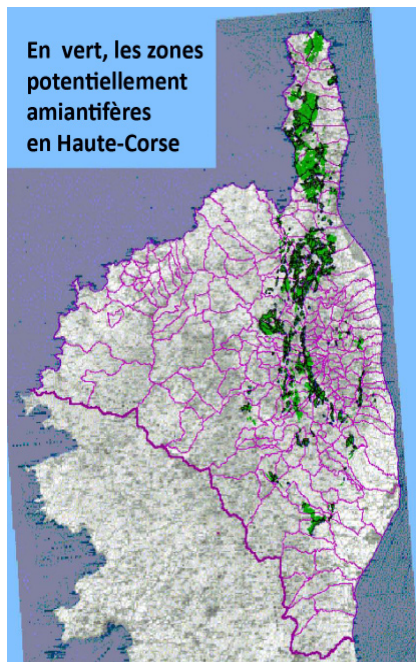 En vert, les zones
potentiellement
amiantifères
en Haute-Corse